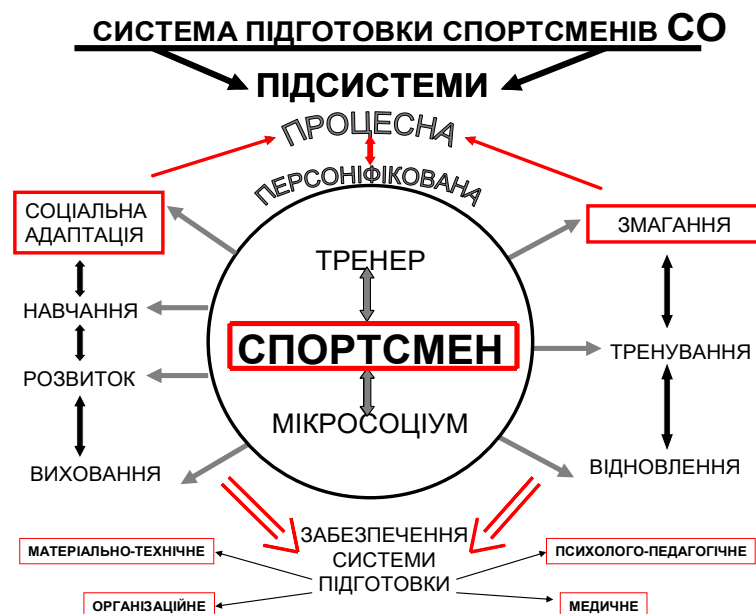 СИСТЕМА ПІДГОТОВКИ СПОРТСМЕНІВ СО
ПІДСИСТЕМИ
ПРОЦЕСНА
ПЕРСОНІФІКОВАНА
СОЦІАЛЬНА
АДАПТАЦІЯ
ЗМАГАННЯ
ТРЕНЕР
НАВЧАННЯ
СПОРТСМЕН
ТРЕНУВАННЯ
РОЗВИТОК
МІКРОСОЦІУМ
ВИХОВАННЯ
ВІДНОВЛЕННЯ
ЗАБЕЗПЕЧЕННЯ
СИСТЕМИ
ПІДГОТОВКИ
МАТЕРІАЛЬНО-ТЕХНІЧНЕ
ПСИХОЛОГО-ПЕДАГОГІЧНЕ
ОРГАНІЗАЦІЙНЕ
МЕДИЧНЕ